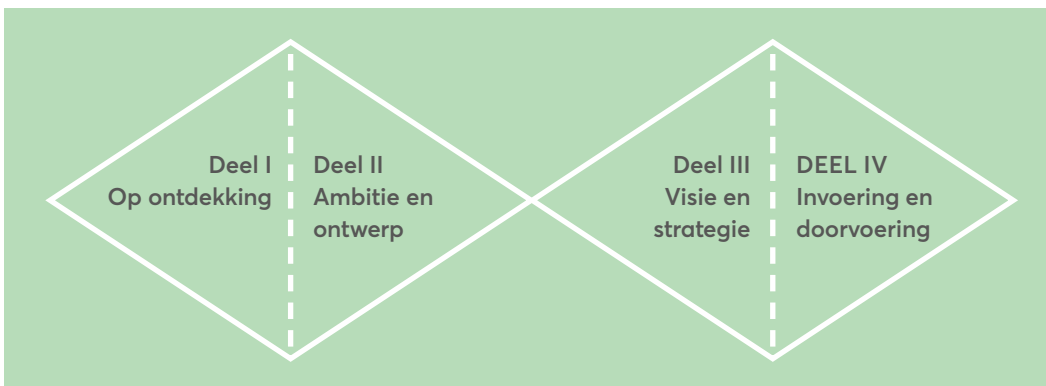 Deel I
Op ontdekking
Deel II
Ambitie en
ontwerp
Deel III
Visie en
strategie
DEEL IV
Invoering en
doorvoering